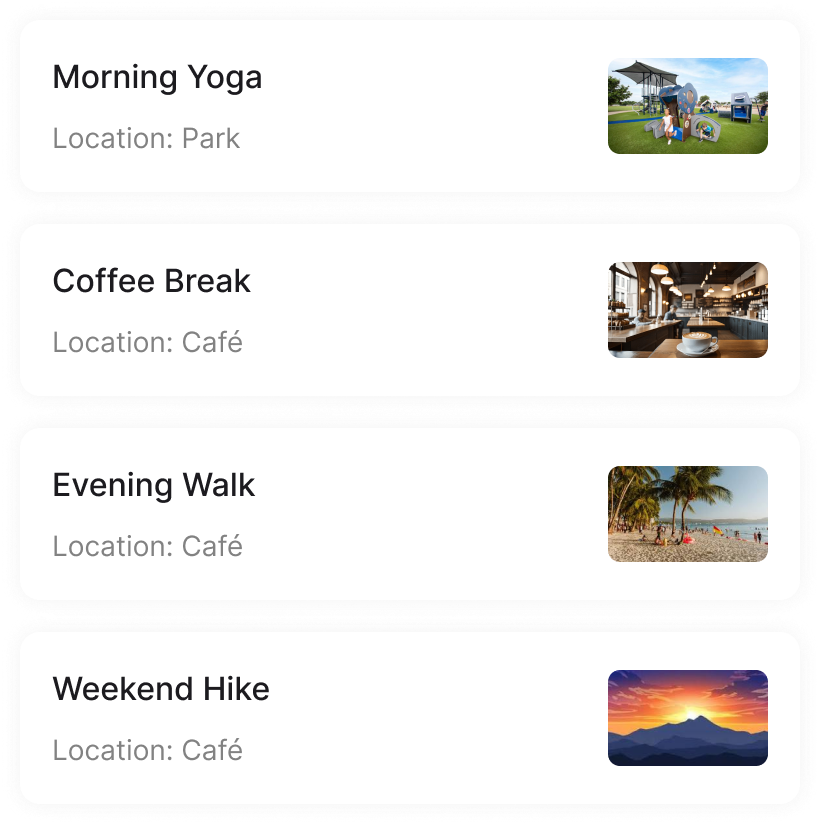 Morning Yoga
Location: Park
Coffee Break
Location: Café
Evening Walk
Location: Café
Weekend Hike
Location: Café